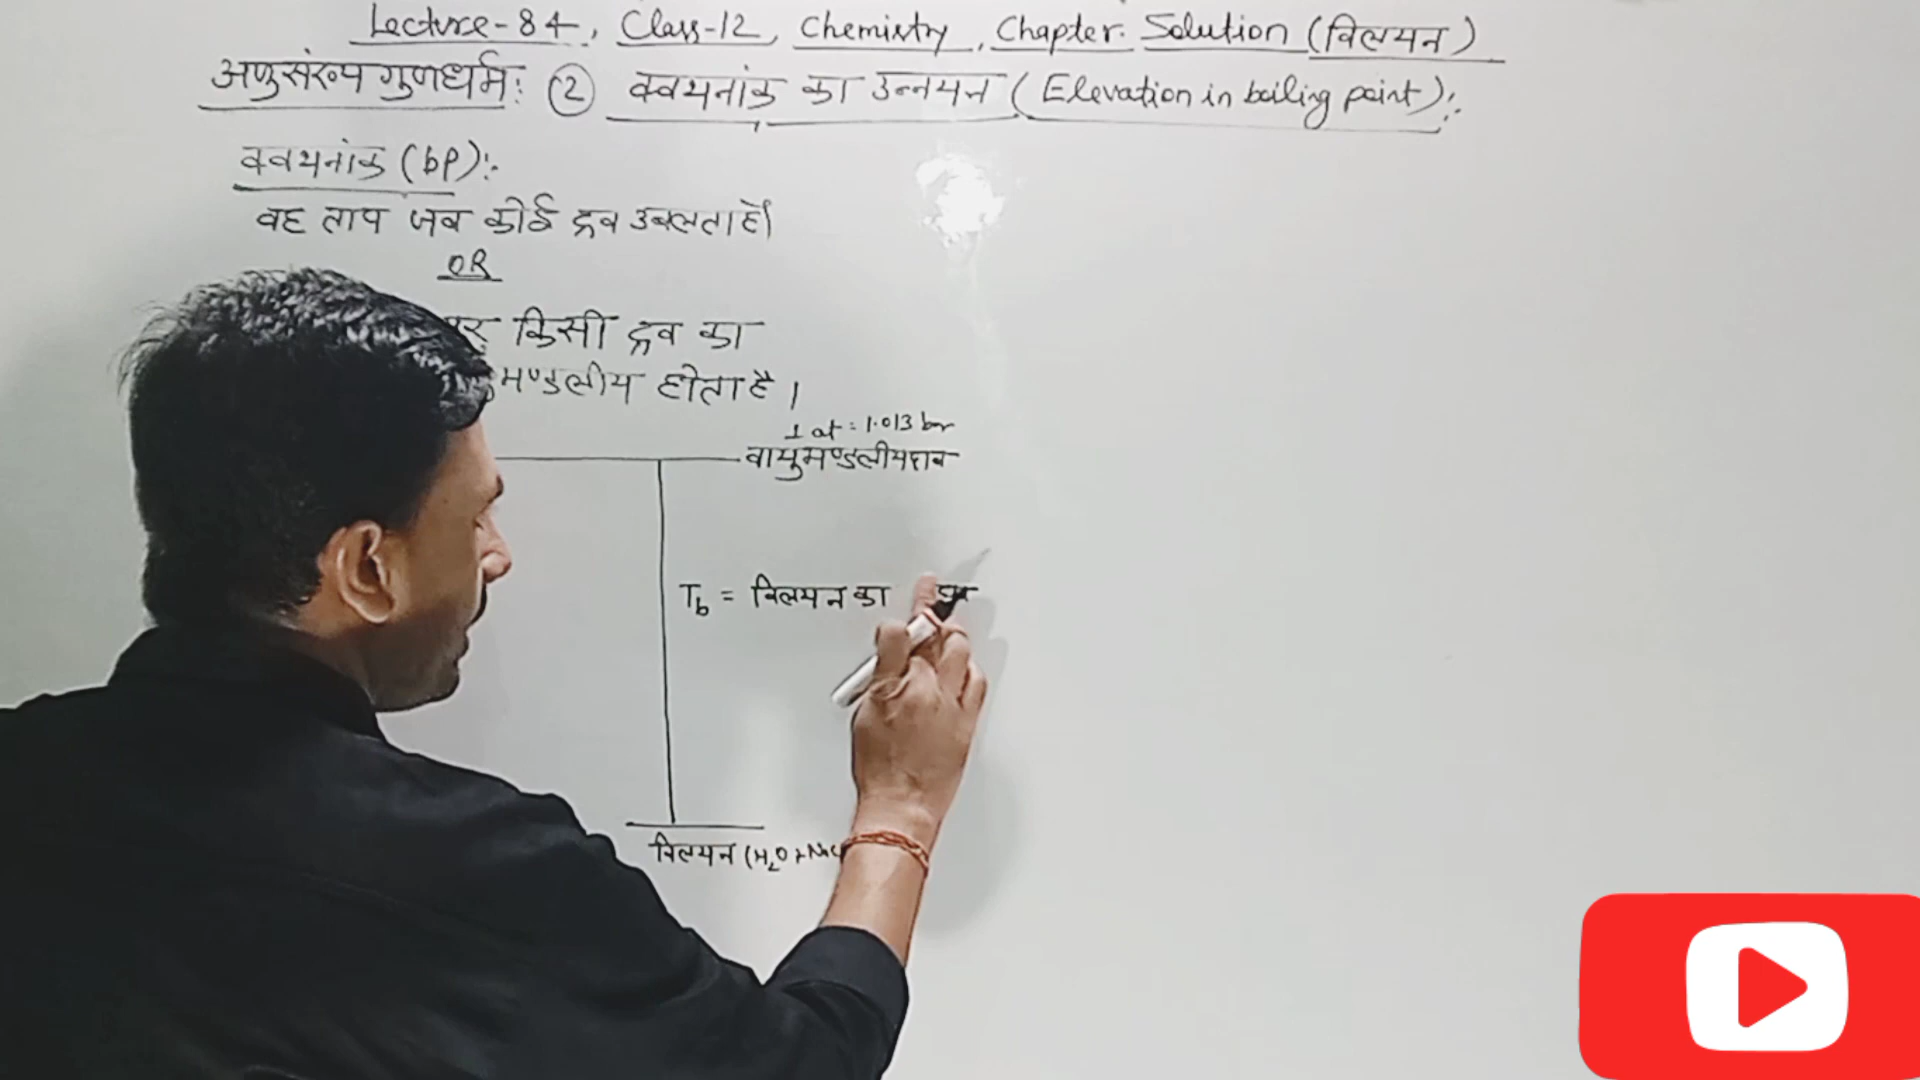 Lecture-84, Class-12, Chemistry, Chapter. Solution (विलयन)
अणुसंख्य गुणधर्म: (2) क्वथनांक का उन्नयन (Elevation in boiling point):
क्वथनांक (bp):
वह ताप जब कोई द्रव उबलता है।
OR
पर किसी द्रव का
मण्डलीय होता है।
1 at = 1.013 bar
वायुमण्डलीय दाब
Tb = विलयन का
विलयन (H2O+